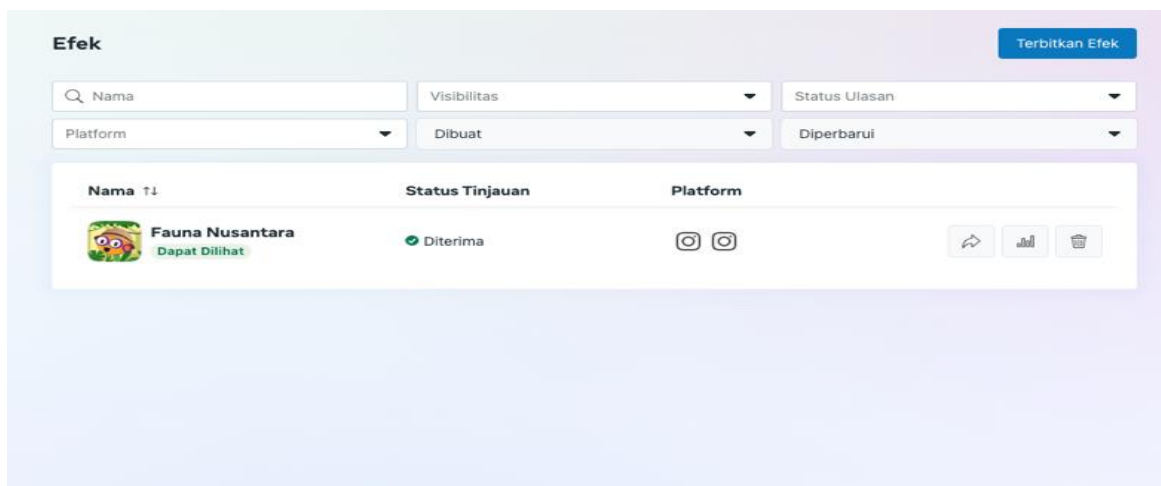 Efek
Terbitkan Efek
Nama
Visibilitas
Status Ulasan
Platform
Dibuat
Diperbarui
Nama ↑↓
Status Tinjauan
Platform
Fauna Nusantara
Dapat Dilihat
Diterima